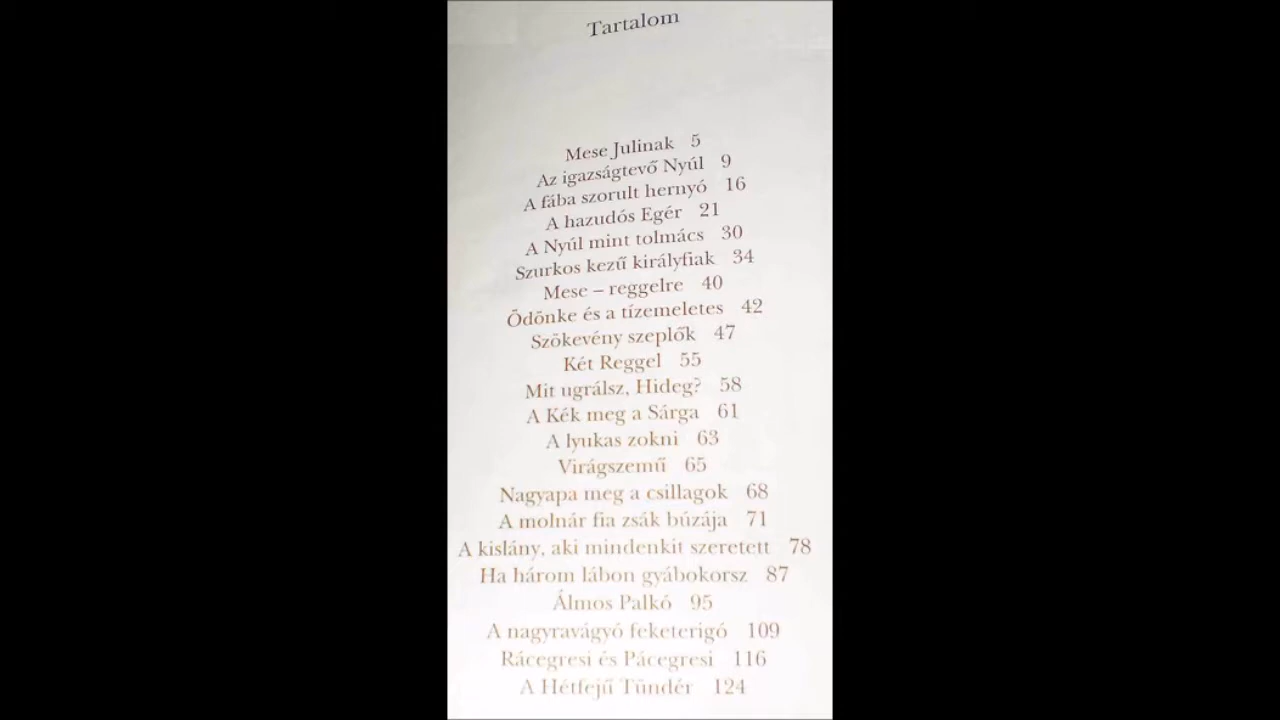 Tartalom
Mese Julinak 5
Az igazságtevő Nyúl 9
A fába szorult hernyó 16
A hazudós Egér 21
A Nyúl mint tolmács 30
Szurkos kezű királyfiak 34
Mese – reggelre 40
Ödönke és a tízemeletes 42
Szökevény szeplők 47
Két Reggel 55
Mit ugrálsz, Hideg? 58
A Kék meg a Sárga 61
A lyukas zokni 63
Virágszemű 65
Nagyapa meg a csillagok 68
A molnár fia zsák búzája 71
A kislány, aki mindenkit szeretett 78
Ha három lábon gyábokorsz 87
Álmos Palkó 95
A nagyravágyó feketerigó 109
Rácegresi és Pácegresi 116
A Hétfejű Tündér 124